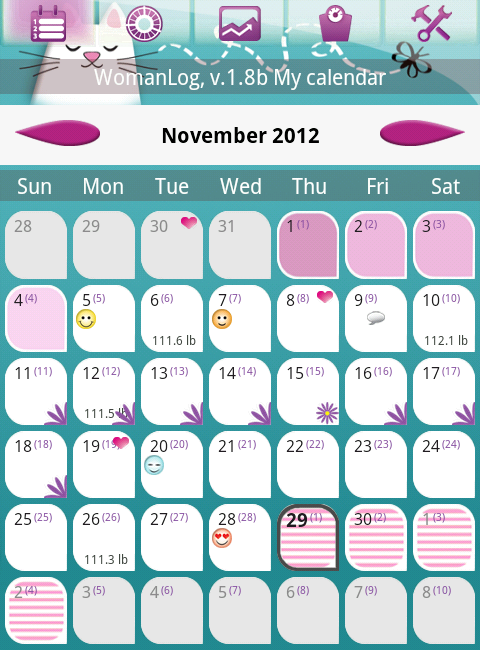 WomanLog, v.1.8b My calendar
November 2012
Sun Mon Tue Wed Thu Fri Sat
28 29 30 31 1 (1) 2 (2) 3 (3)
4 (4) 5 (5) 6 (6) 7 (7) 8 (8) 9 (9) 10 (10)
111.6 lb 112.1 lb
11 (11) 12 (12) 13 (13) 14 (14) 15 (15) 16 (16) 17 (17)
111.5 lb
18 (18) 19 (19) 20 (20) 21 (21) 22 (22) 23 (23) 24 (24)
25 (25) 26 (26) 27 (27) 28 (28) 29 (1) 30 (2) 1 (3)
111.3 lb
2 (4) 3 (5) 4 (6) 5 (7) 6 (8) 7 (9) 8 (10)